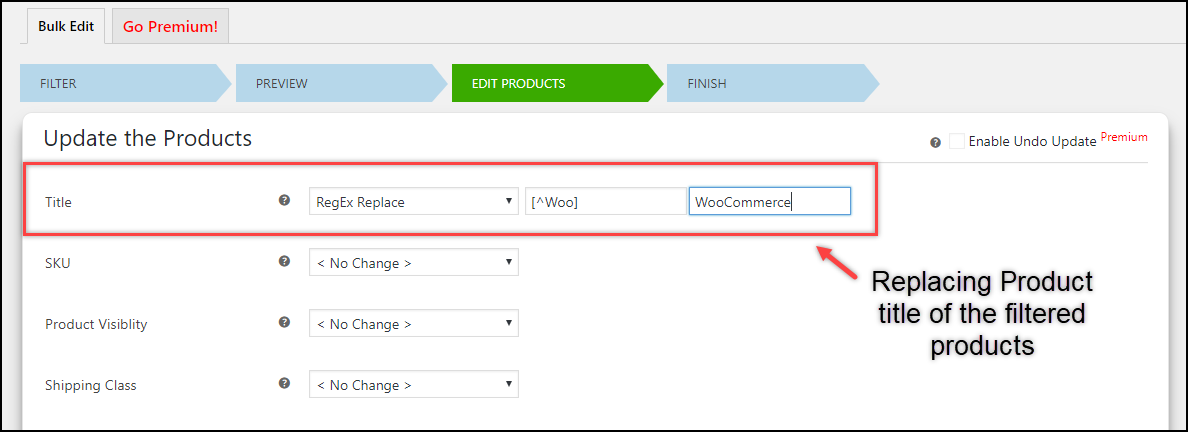 Bulk Edit Go Premium!
FILTER PREVIEW EDIT PRODUCTS FINISH
Update the Products
Enable Undo Update Premium
Title RegEx Replace [^Woo] WooCommerce
SKU < No Change >
Product Visiblity < No Change >
Shipping Class < No Change >
Replacing Product
title of the filtered
products